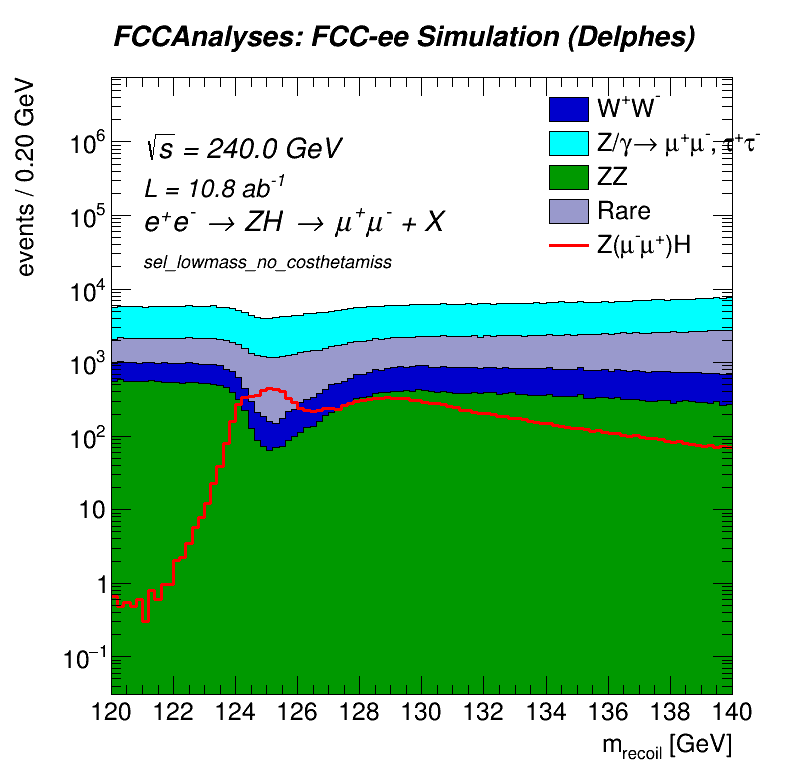 FCCAnalyses: FCC-ee Simulation (Delphes)
events / 0.20 GeV
√s = 240.0 GeV
L = 10.8 ab⁻¹
e⁺e⁻ → ZH → μ⁺μ⁻ + X
sel_lowmass_no_costhetamiss
W⁺W⁻
Z/γ→ μ⁺μ⁻, τ⁺τ⁻
ZZ
Rare
Z(μ⁻μ⁺)H
10⁶
10⁵
10⁴
10³
10²
10
1
10⁻¹
120 122 124 126 128 130 132 134 136 138 140
m_recoil [GeV]